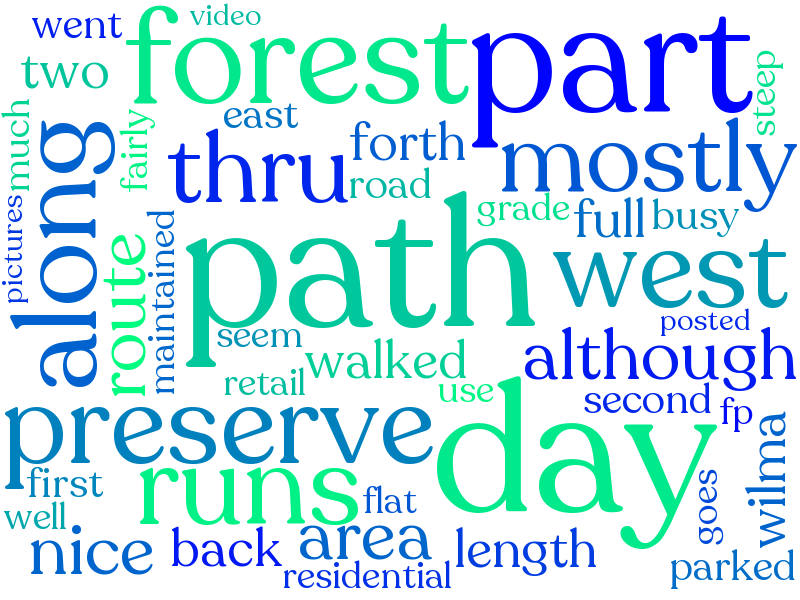 went
video
forest
part
two
steep
east
much
fairly
thru
forth
mostly
along
road
grade
full
busy
pictures
route
maintained
path
west
posted
seem
walked
although
retail
use
second
fp
preserve
day
wilma
first
runs
flat
goes
well
nice
back
area
length
parked
residential